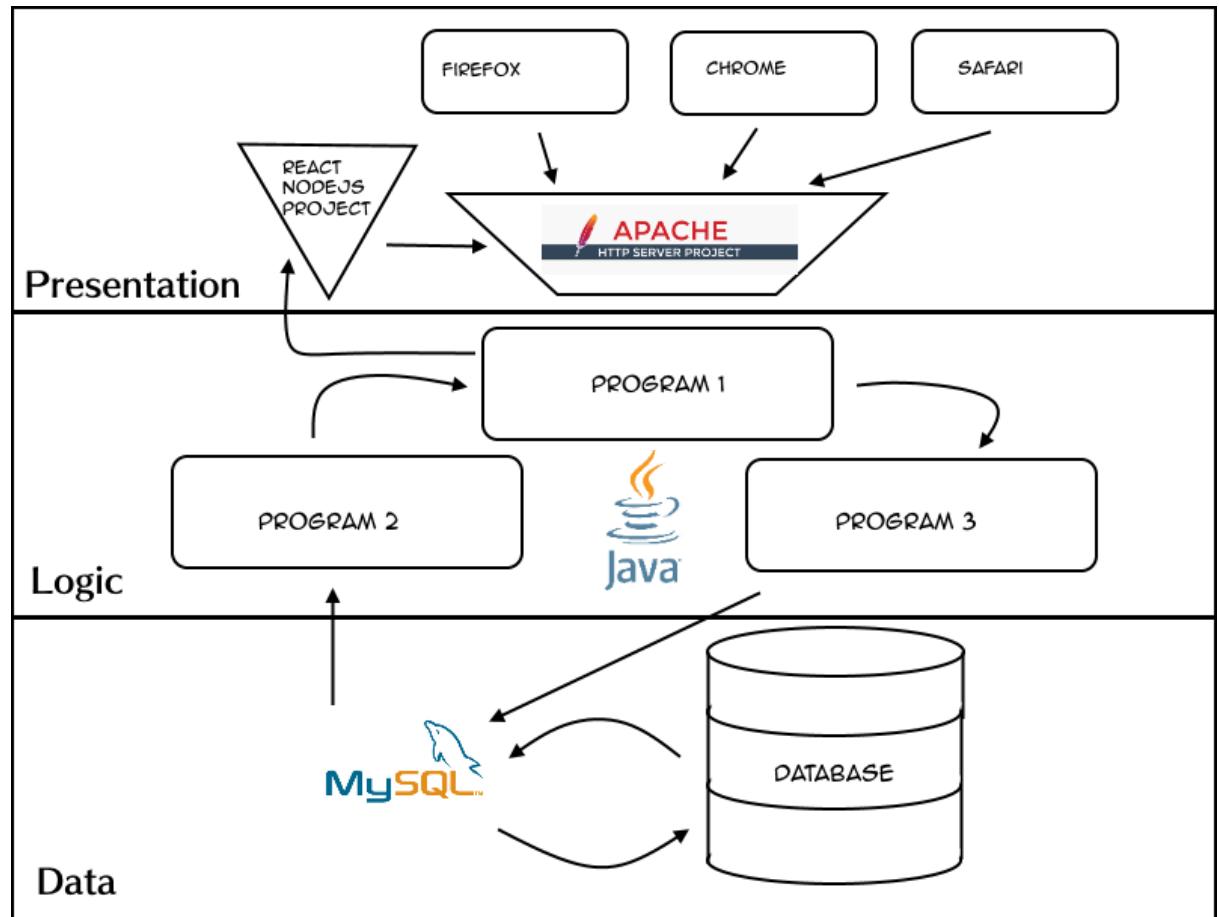 FIREFOX
CHROME
SAFARI
REACT
NODEJS
PROJECT
APACHE
HTTP SERVER PROJECT
Presentation
PROGRAM 1
PROGRAM 2
PROGRAM 3
Java
Logic
MySQL
DATABASE
Data